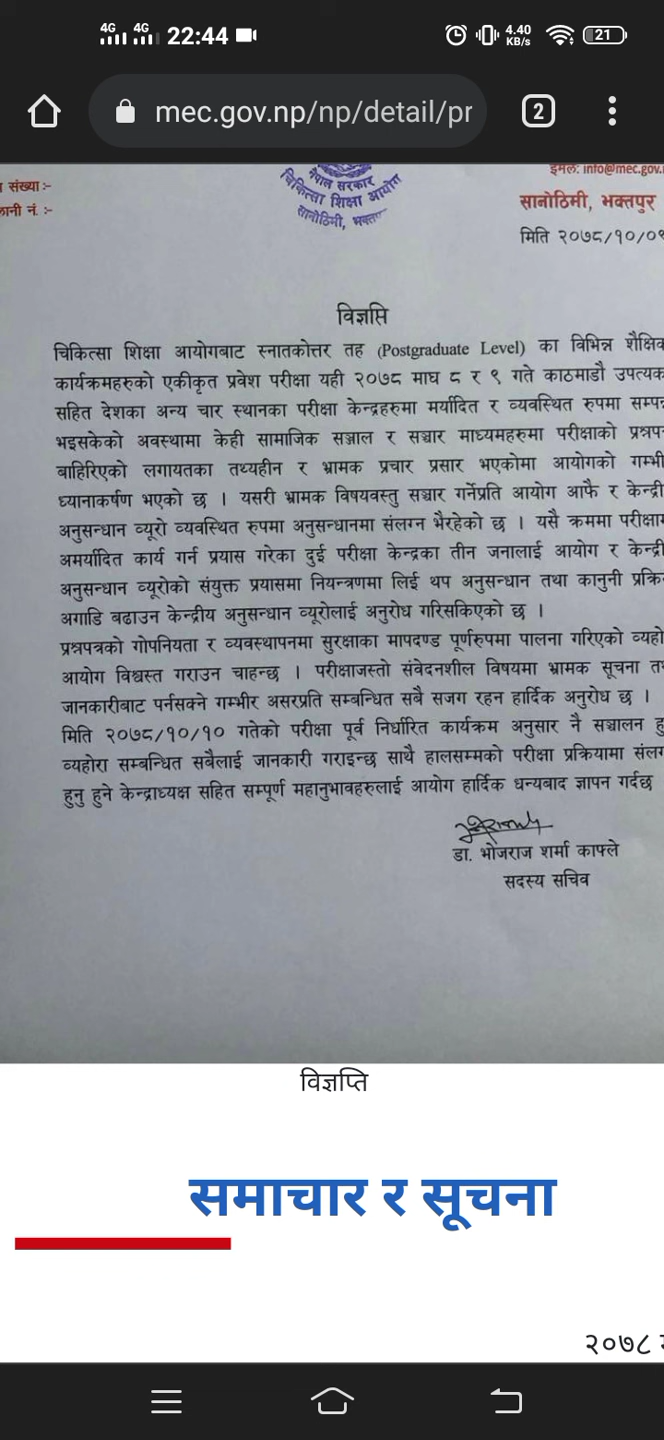 4G 4G 22:44 4.40 KB/s 21
mec.gov.np/np/detail/pr 2
संख्या :-
नं. :-
नेपाल सरकार
चिकित्सा शिक्षा आयोग
सानोठिमी,
info@mec.gov.
सानोठिमी, भक्तपुर
मिति २०७८/१०/०९
विज्ञप्ति
चिकित्सा शिक्षा आयोगबाट स्नातकोत्तर तह (Postgraduate Level) का विभिन्न शैक्षिक
कार्यक्रमहरुको एकीकृत प्रवेश परीक्षा यही २०७८ माघ ८ र ९ गते काठमाडौ
सहित देशका अन्य चार स्थानका परीक्षा केन्द्रहरुमा मर्यादित र व्यवस्थित रुपमा
भइसकेको अवस्थामा केही सामाजिक सञ्जाल र सञ्चार माध्यमहरुमा परीक्षाको
बाहिरिएको लगायतका तथ्यहीन र भ्रामक प्रचार प्रसार भएकोमा आयोगको
ध्यानाकर्षण भएको छ । यसरी भ्रामक विषयवस्तु सञ्चार गर्नेप्रति आयोग आफै र
अनुसन्धान व्यूरो व्यवस्थित रुपमा अनुसन्धानमा संलग्न भैरहेको छ । यसै क्रममा
अमर्यादित कार्य गर्न प्रयास गरेका दुई परीक्षा केन्द्रका तीन जनालाई आयोग र
अनुसन्धान व्यूरोको संयुक्त प्रयासमा नियन्त्रणमा लिई थप अनुसन्धान तथा कानुनी
अगाडि बढाउन केन्द्रीय अनुसन्धान व्यूरोलाई अनुरोध गरिसकिएको छ ।
प्रश्नपत्रको गोपनियता र व्यवस्थापनमा सुरक्षाका मापदण्ड पूर्णरुपमा पालना गरिएको
आयोग विश्वस्त गराउन चाहन्छ । परीक्षाजस्तो संवेदनशील विषयमा भ्रामक सूचना
जानकारीबाट पर्नसक्ने गम्भीर असरप्रति सम्बन्धित सबै सजग रहन हार्दिक अनुरोध छ ।
मिति २०७८/१०/१० गतेको परीक्षा पूर्व निर्धारित कार्यक्रम अनुसार नै सञ्चालन
व्यहोरा सम्बन्धित सबैलाई जानकारी गराइन्छ साथै हालसम्मको परीक्षा प्रक्रियामा
हुनु हुने केन्द्राध्यक्ष सहित सम्पूर्ण महानुभावहरुलाई आयोग हार्दिक धन्यबाद ज्ञापन गर्दछ
डा. भोजराज शर्मा काफ्ले
सदस्य सचिव
विज्ञप्ति
समाचार र सूचना
२०७८